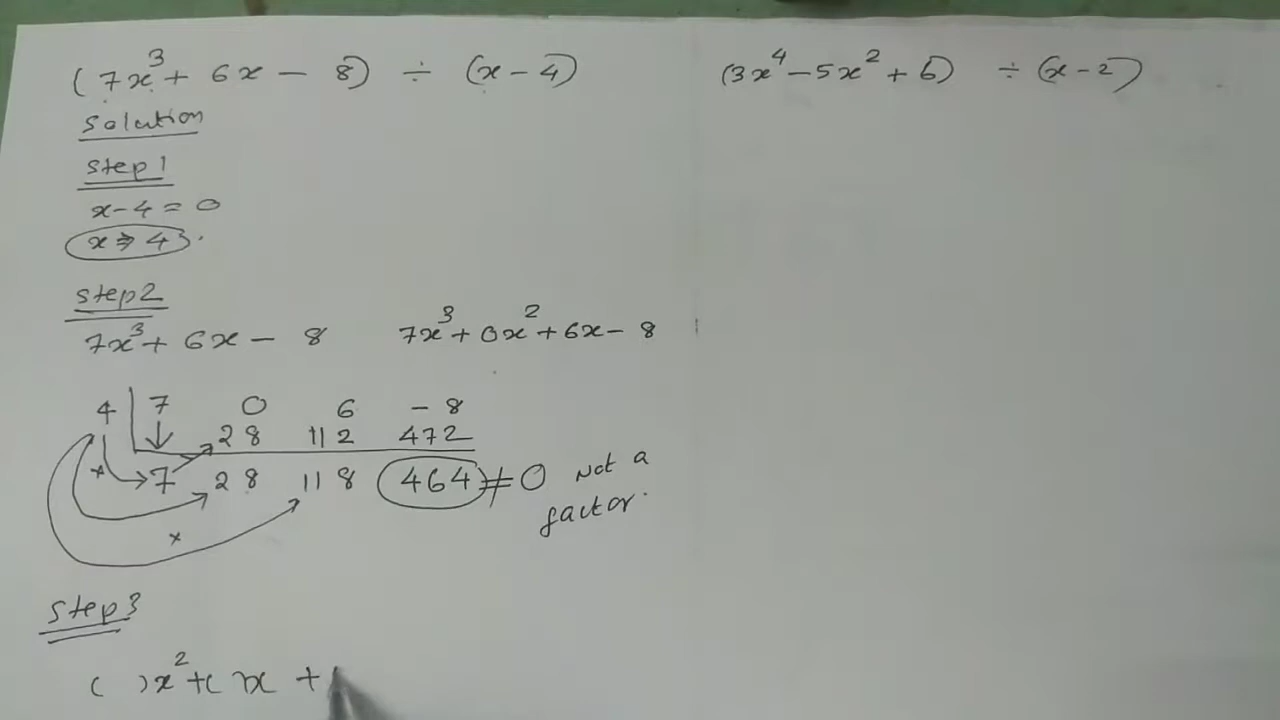 (7x³ + 6x - 8) ÷ (x - 4)
(3x⁴ - 5x² + 6) ÷ (x - 2)
Solution
Step 1
x - 4 = 0
x ⇒ 4
Step 2
7x³ + 6x - 8
7x³ + 0x² + 6x - 8
4 | 7 0 6 - 8
28 112 472
7 28 118 464 ≠ 0 Not a
factor.
Step 3
( )x² + ( )x +